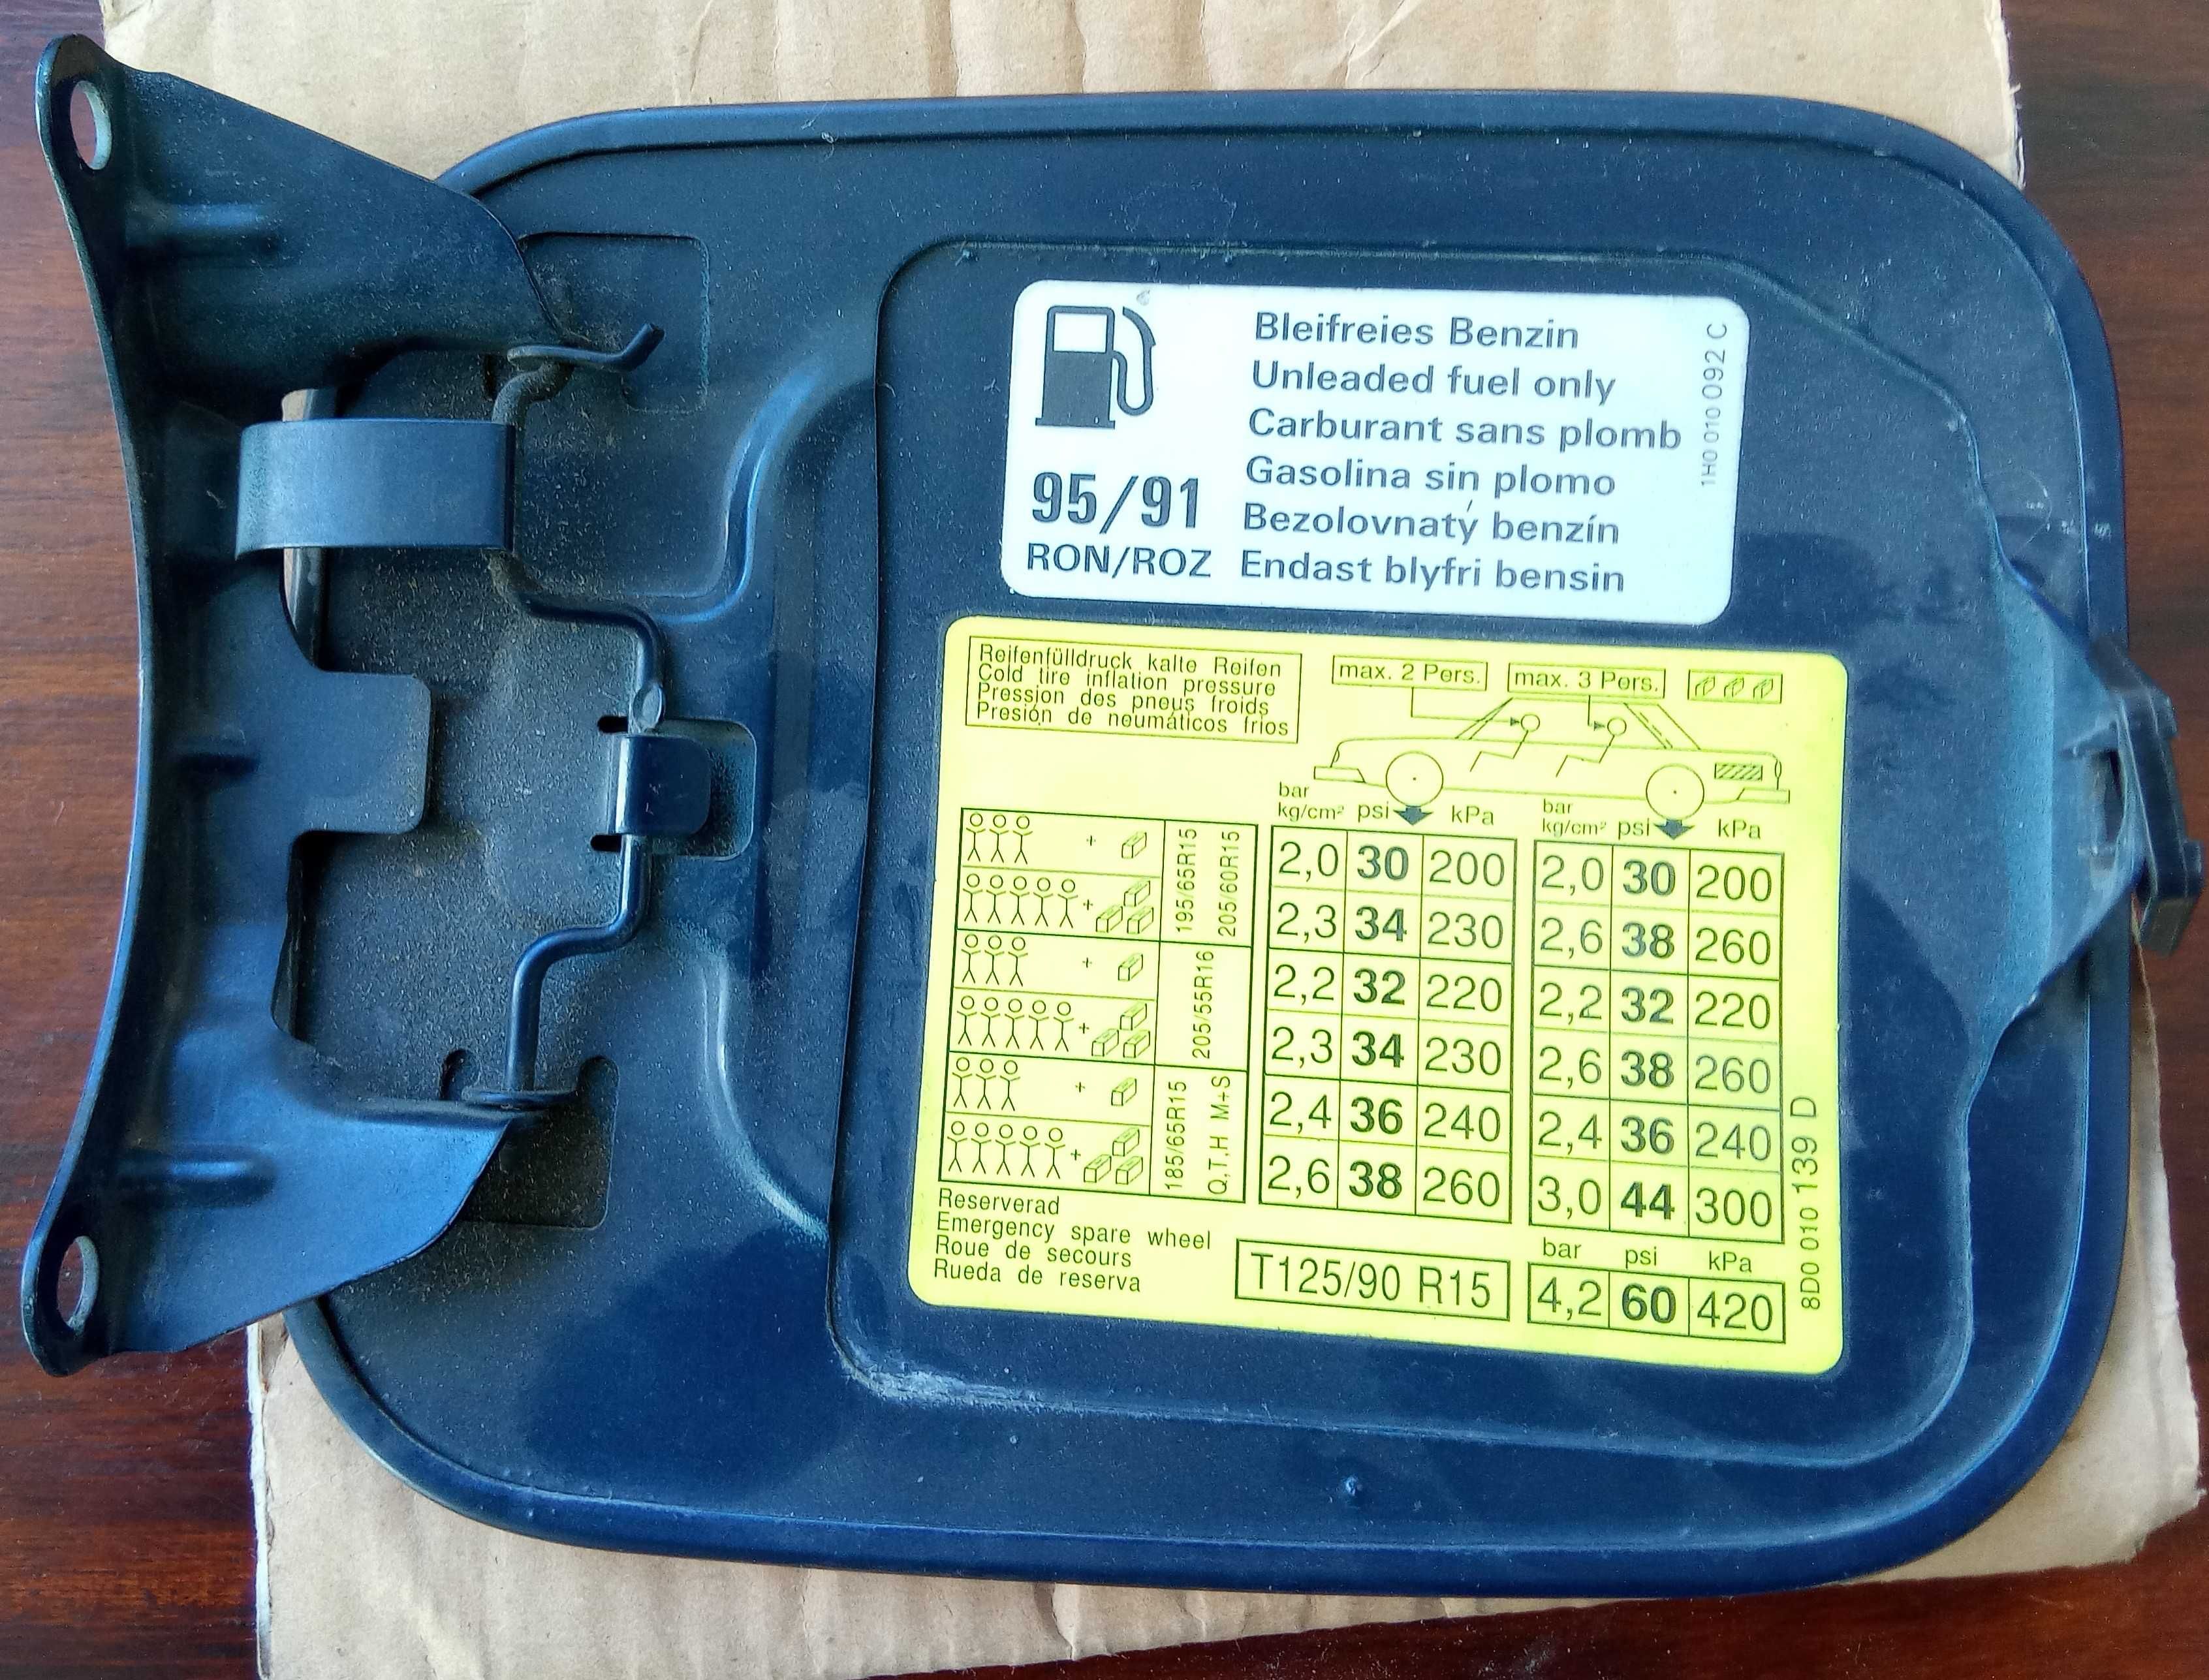 Bleifreies Benzin
Unleaded fuel only
Carburant sans plomb
Gasolina sin plomo
Bezolovnatý benzín
Endast blyfri bensin
95/91
RON/ROZ
1H0 010 092 C
Reifenfülldruck kalte Reifen
Cold tire inflation pressure
Pression des pneus froids
Presión de neumáticos frios
max. 2 Pers.
max. 3 Pers.
bar
kg/cm² psi kPa
bar
kg/cm² psi kPa
+
+
195/65R15
205/60R15
2,0 30 200 2,0 30 200
2,3 34 230 2,6 38 260
+
+
205/55R16
2,2 32 220 2,2 32 220
2,3 34 230 2,6 38 260
+
+
185/65R15
Q,T,H M+S
2,4 36 240 2,4 36 240
2,6 38 260 3,0 44 300
Reserverad
Emergency spare wheel
Roue de secours
Rueda de reserva
T125/90 R15
bar psi kPa
4,2 60 420
8D0 010 139 D